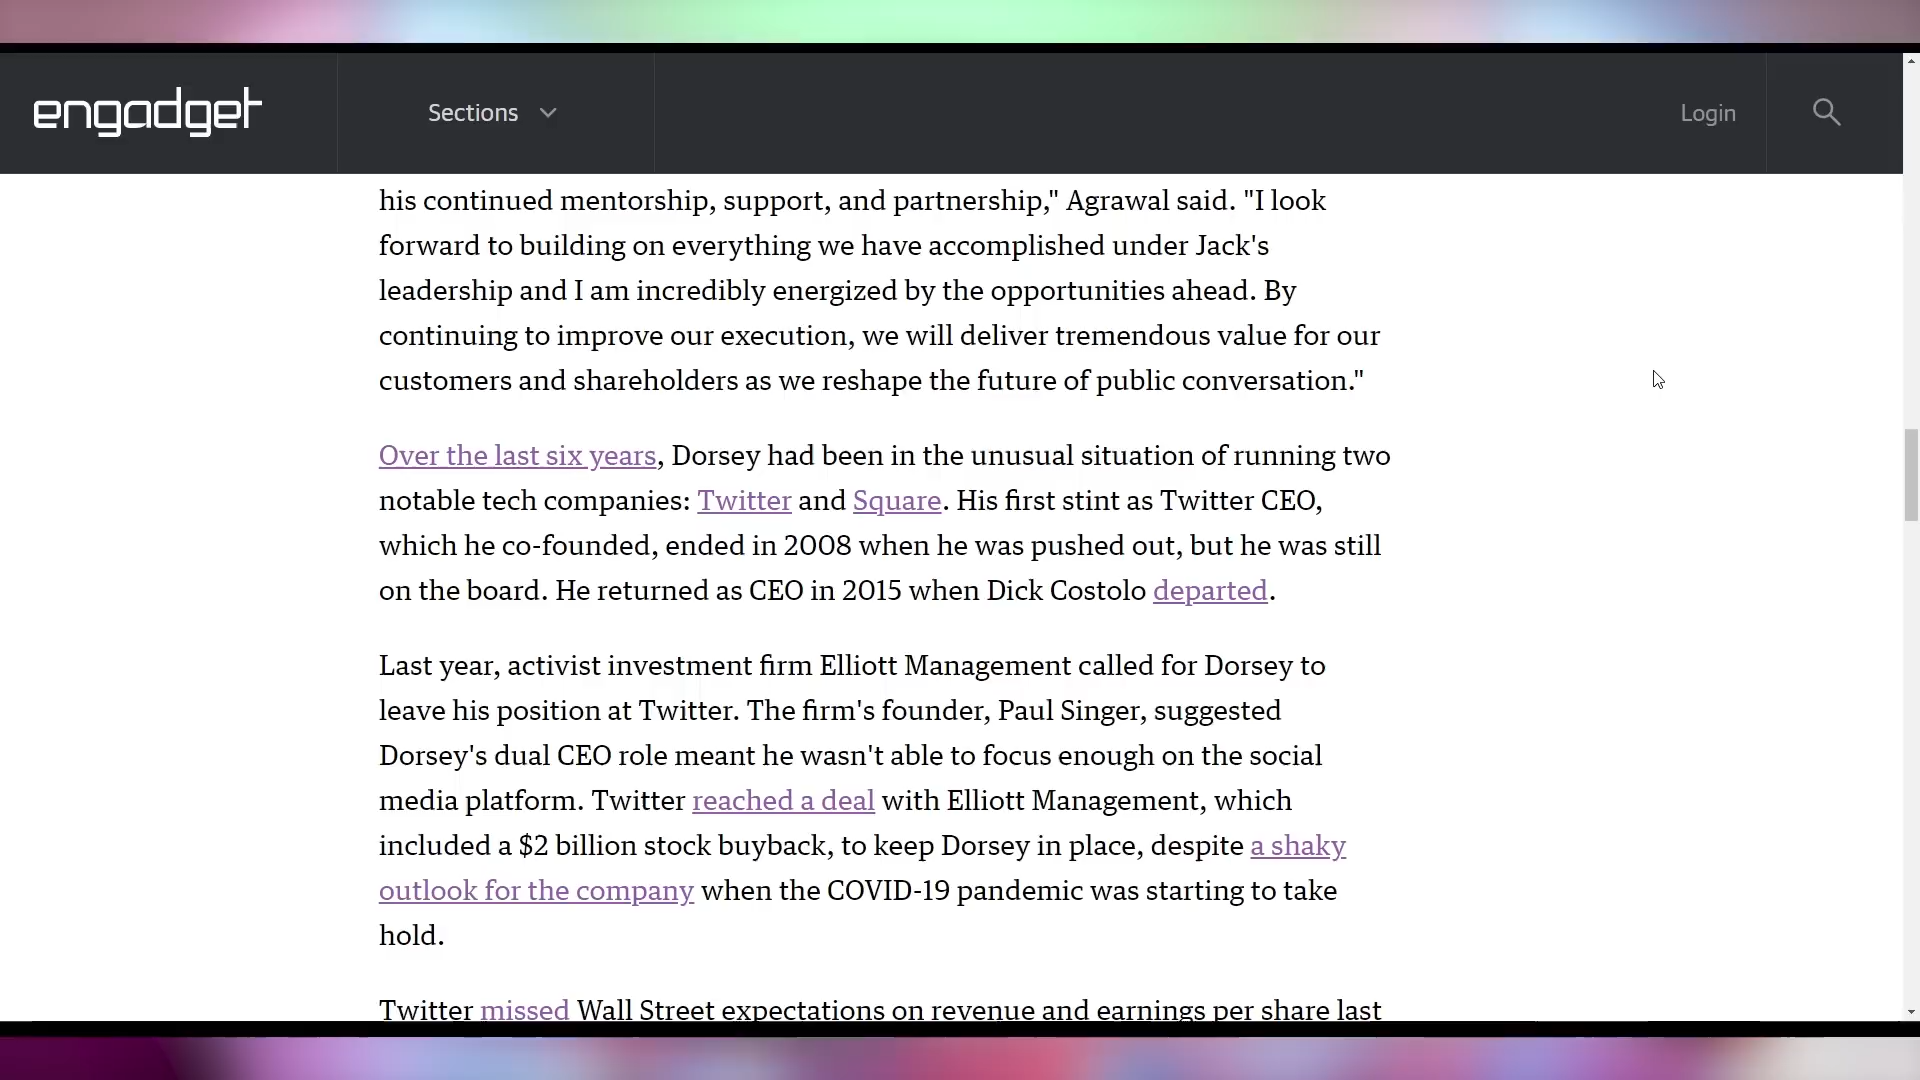 engadget
Sections
Login
his continued mentorship, support, and partnership," Agrawal said. "I look
forward to building on everything we have accomplished under Jack's
leadership and I am incredibly energized by the opportunities ahead. By
continuing to improve our execution, we will deliver tremendous value for our
customers and shareholders as we reshape the future of public conversation."
Over the last six years, Dorsey had been in the unusual situation of running two
notable tech companies: Twitter and Square. His first stint as Twitter CEO,
which he co-founded, ended in 2008 when he was pushed out, but he was still
on the board. He returned as CEO in 2015 when Dick Costolo departed.
Last year, activist investment firm Elliott Management called for Dorsey to
leave his position at Twitter. The firm's founder, Paul Singer, suggested
Dorsey's dual CEO role meant he wasn't able to focus enough on the social
media platform. Twitter reached a deal with Elliott Management, which
included a $2 billion stock buyback, to keep Dorsey in place, despite a shaky
outlook for the company when the COVID-19 pandemic was starting to take
hold.
Twitter missed Wall Street expectations on revenue and earnings per share last